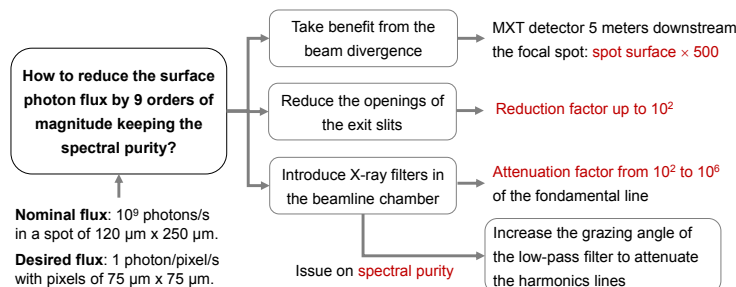 How to reduce the surface
photon flux by 9 orders of
magnitude keeping the
spectral purity?
Nominal flux: 10⁹ photons/s
in a spot of 120 µm x 250 µm.
Desired flux: 1 photon/pixel/s
with pixels of 75 µm x 75 µm.
Take benefit from the
beam divergence
MXT detector 5 meters downstream
the focal spot: spot surface × 500
Reduce the openings of
the exit slits
Reduction factor up to 10²
Introduce X-ray filters in
the beamline chamber
Attenuation factor from 10² to 10⁶
of the fundamental line
Issue on spectral purity
Increase the grazing angle of
the low-pass filter to attenuate
the harmonics lines